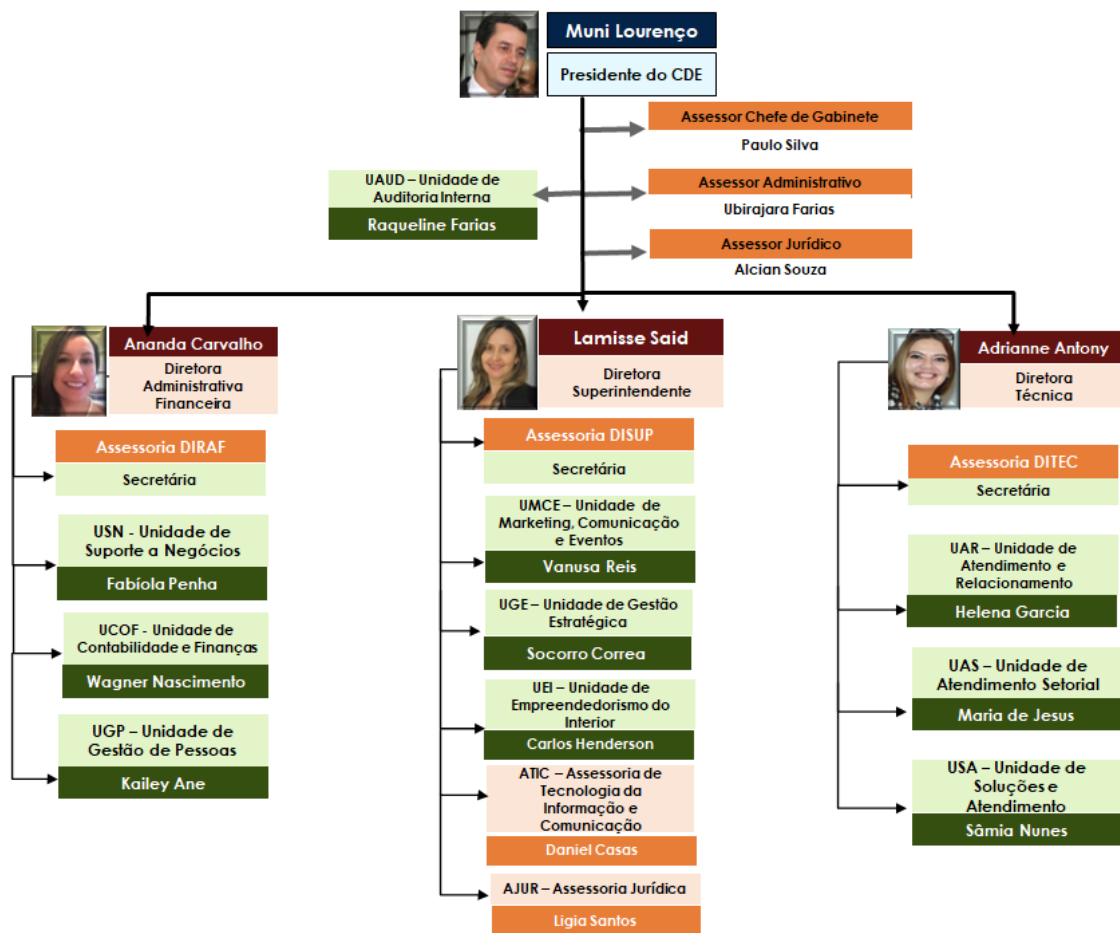 Muni Lourenço
Presidente do CDE
Assessor Chefe de Gabinete
Paulo Silva
UAUD – Unidade de
Auditoria Interna
Raqueline Farias
Assessor Administrativo
Ubirajara Farias
Assessor Jurídico
Alcian Souza
Ananda Carvalho
Diretora
Administrativa
Financeira
Assessoria DIRAF
Secretária
USN - Unidade de
Suporte a Negócios
Fabíola Penha
UCOF - Unidade de
Contabilidade e Finanças
Wagner Nascimento
UGP – Unidade de
Gestão de Pessoas
Kailey Ane
Lamisse Said
Diretora
Superintendente
Assessoria DISUP
Secretária
UMCE – Unidade de
Marketing, Comunicação
e Eventos
Vanusa Reis
UGE – Unidade de Gestão
Estratégica
Socorro Correa
UEI – Unidade de
Empreendedorismo do
Interior
Carlos Henderson
ATIC – Assessoria de
Tecnologia da
Informação e
Comunicação
Daniel Casas
AJUR – Assessoria Jurídica
Ligia Santos
Adrianne Antony
Diretora
Técnica
Assessoria DITEC
Secretária
UAR – Unidade de
Atendimento e
Relacionamento
Helena Garcia
UAS – Unidade de
Atendimento Setorial
Maria de Jesus
USA – Unidade de
Soluções e
Atendimento
Sâmia Nunes